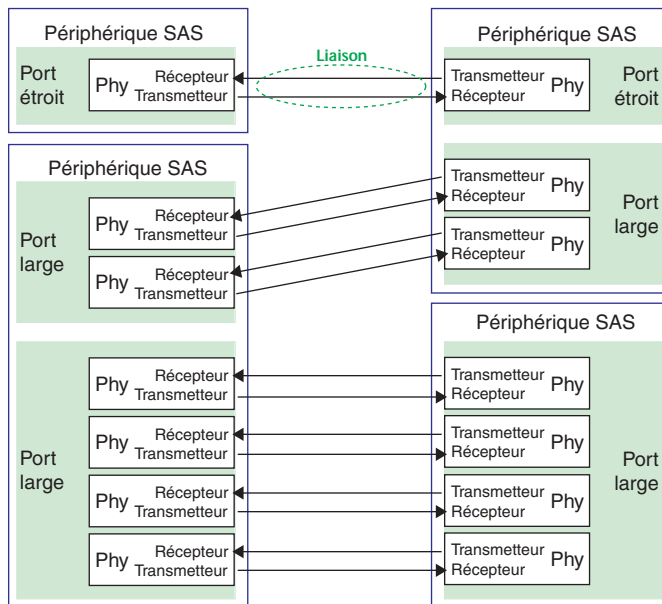 Périphérique SAS
Port
étroit
Phy
Récepteur
Transmetteur
Liaison
Périphérique SAS
Transmetteur
Récepteur
Phy
Port
étroit
Périphérique SAS
Port
large
Phy
Récepteur
Transmetteur
Phy
Récepteur
Transmetteur
Transmetteur
Récepteur
Phy
Transmetteur
Récepteur
Phy
Port
large
Port
large
Phy
Récepteur
Transmetteur
Phy
Récepteur
Transmetteur
Phy
Récepteur
Transmetteur
Phy
Récepteur
Transmetteur
Périphérique SAS
Transmetteur
Récepteur
Phy
Transmetteur
Récepteur
Phy
Transmetteur
Récepteur
Phy
Transmetteur
Récepteur
Phy
Port
large